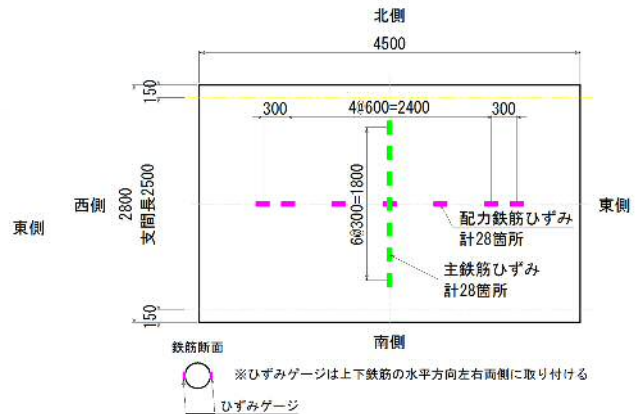 北側
4500
150
300
4@600=2400
300
東側
西側
2800
支間長2500
6@300=1800
東側
配力鉄筋ひずみ
計28箇所
主鉄筋ひずみ
計28箇所
150
南側
鉄筋断面
※ひずみゲージは上下鉄筋の水平方向左右両側に取り付ける
ひずみゲージ